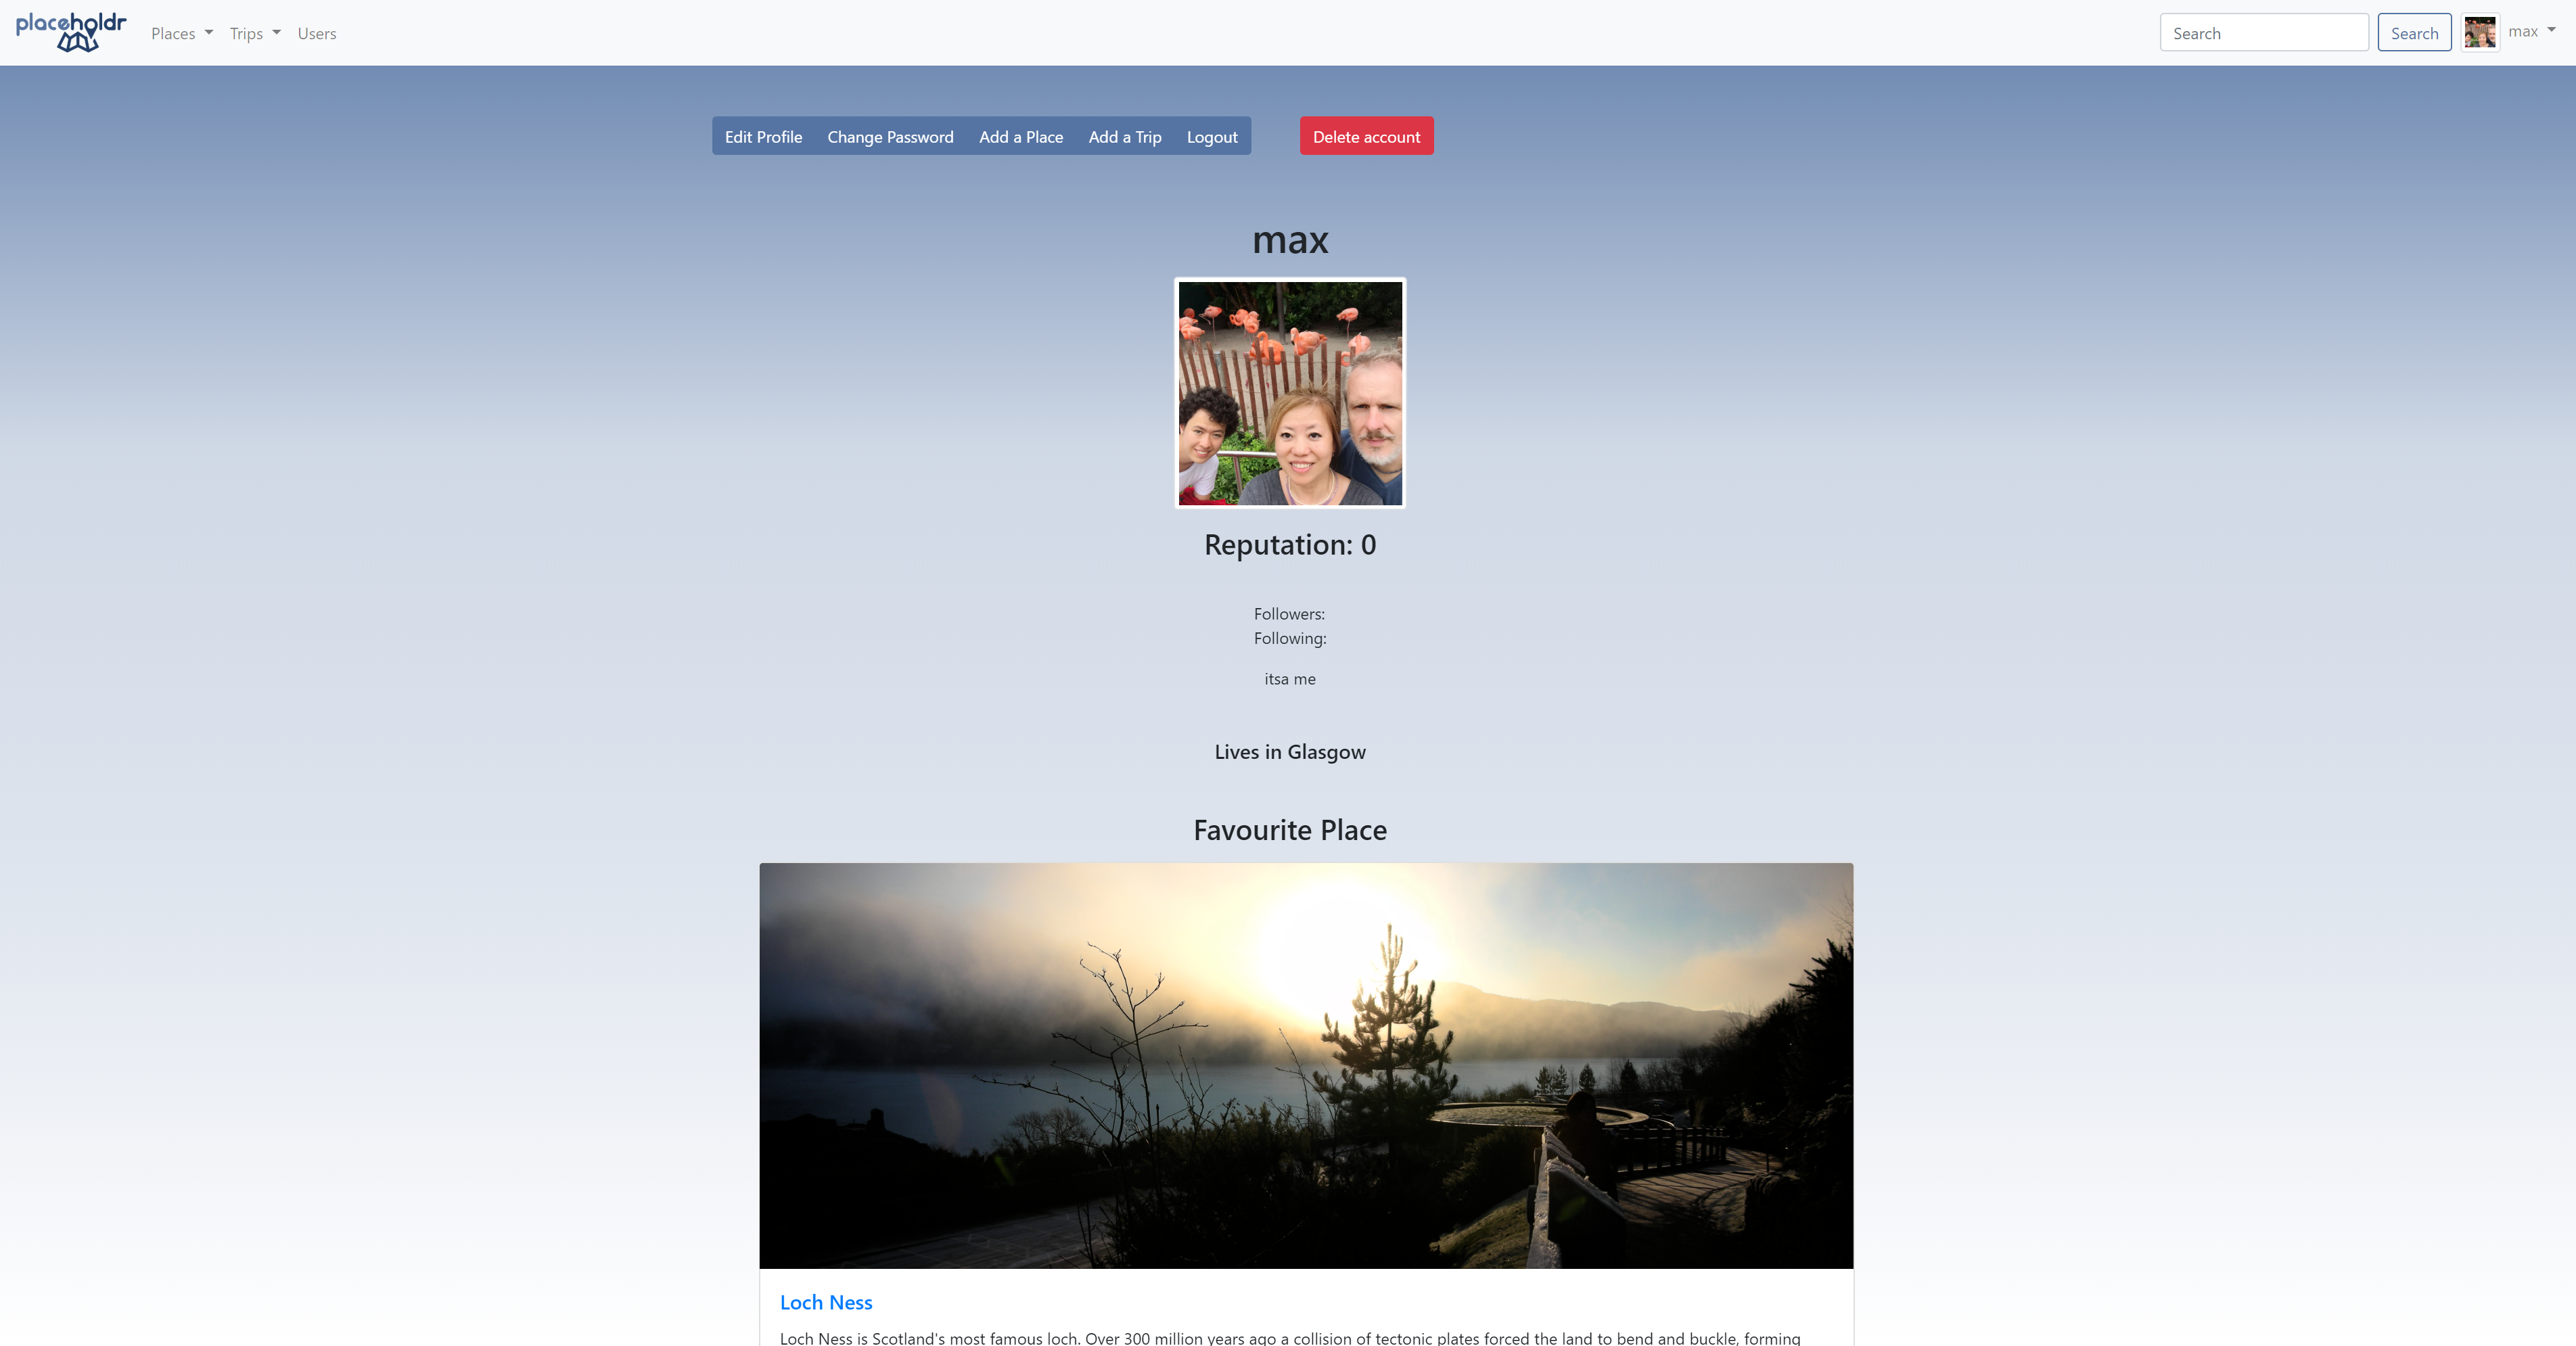 placeholdr Places Trips Users Search Search max
Edit Profile Change Password Add a Place Add a Trip Logout Delete account
max
Reputation: 0
Followers:
Following:
itsa me
Lives in Glasgow
Favourite Place
Loch Ness
Loch Ness is Scotland's most famous loch. Over 300 million years ago a collision of tectonic plates forced the land to bend and buckle, forming